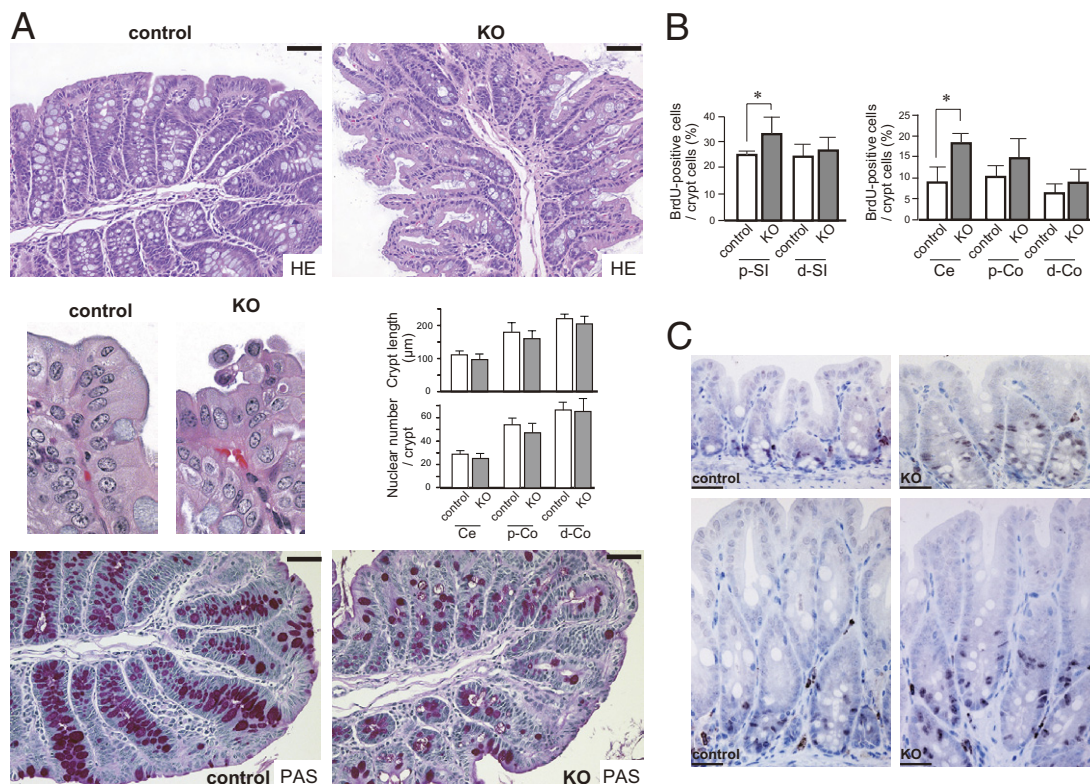 A
control
KO
HE
HE
control
KO
Crypt length
(µm)
200
100
0
Nuclear number
/ crypt
60
40
20
0
control KO control KO control KO
Ce p-Co d-Co
control PAS
KO PAS
B
BrdU-positive cells
/ crypt cells (%)
40
30
20
10
0
*
control KO control KO
p-SI d-SI
BrdU-positive cells
/ crypt cells (%)
25
20
15
10
5
0
*
control KO control KO control KO
Ce p-Co d-Co
C
control
KO
control
KO